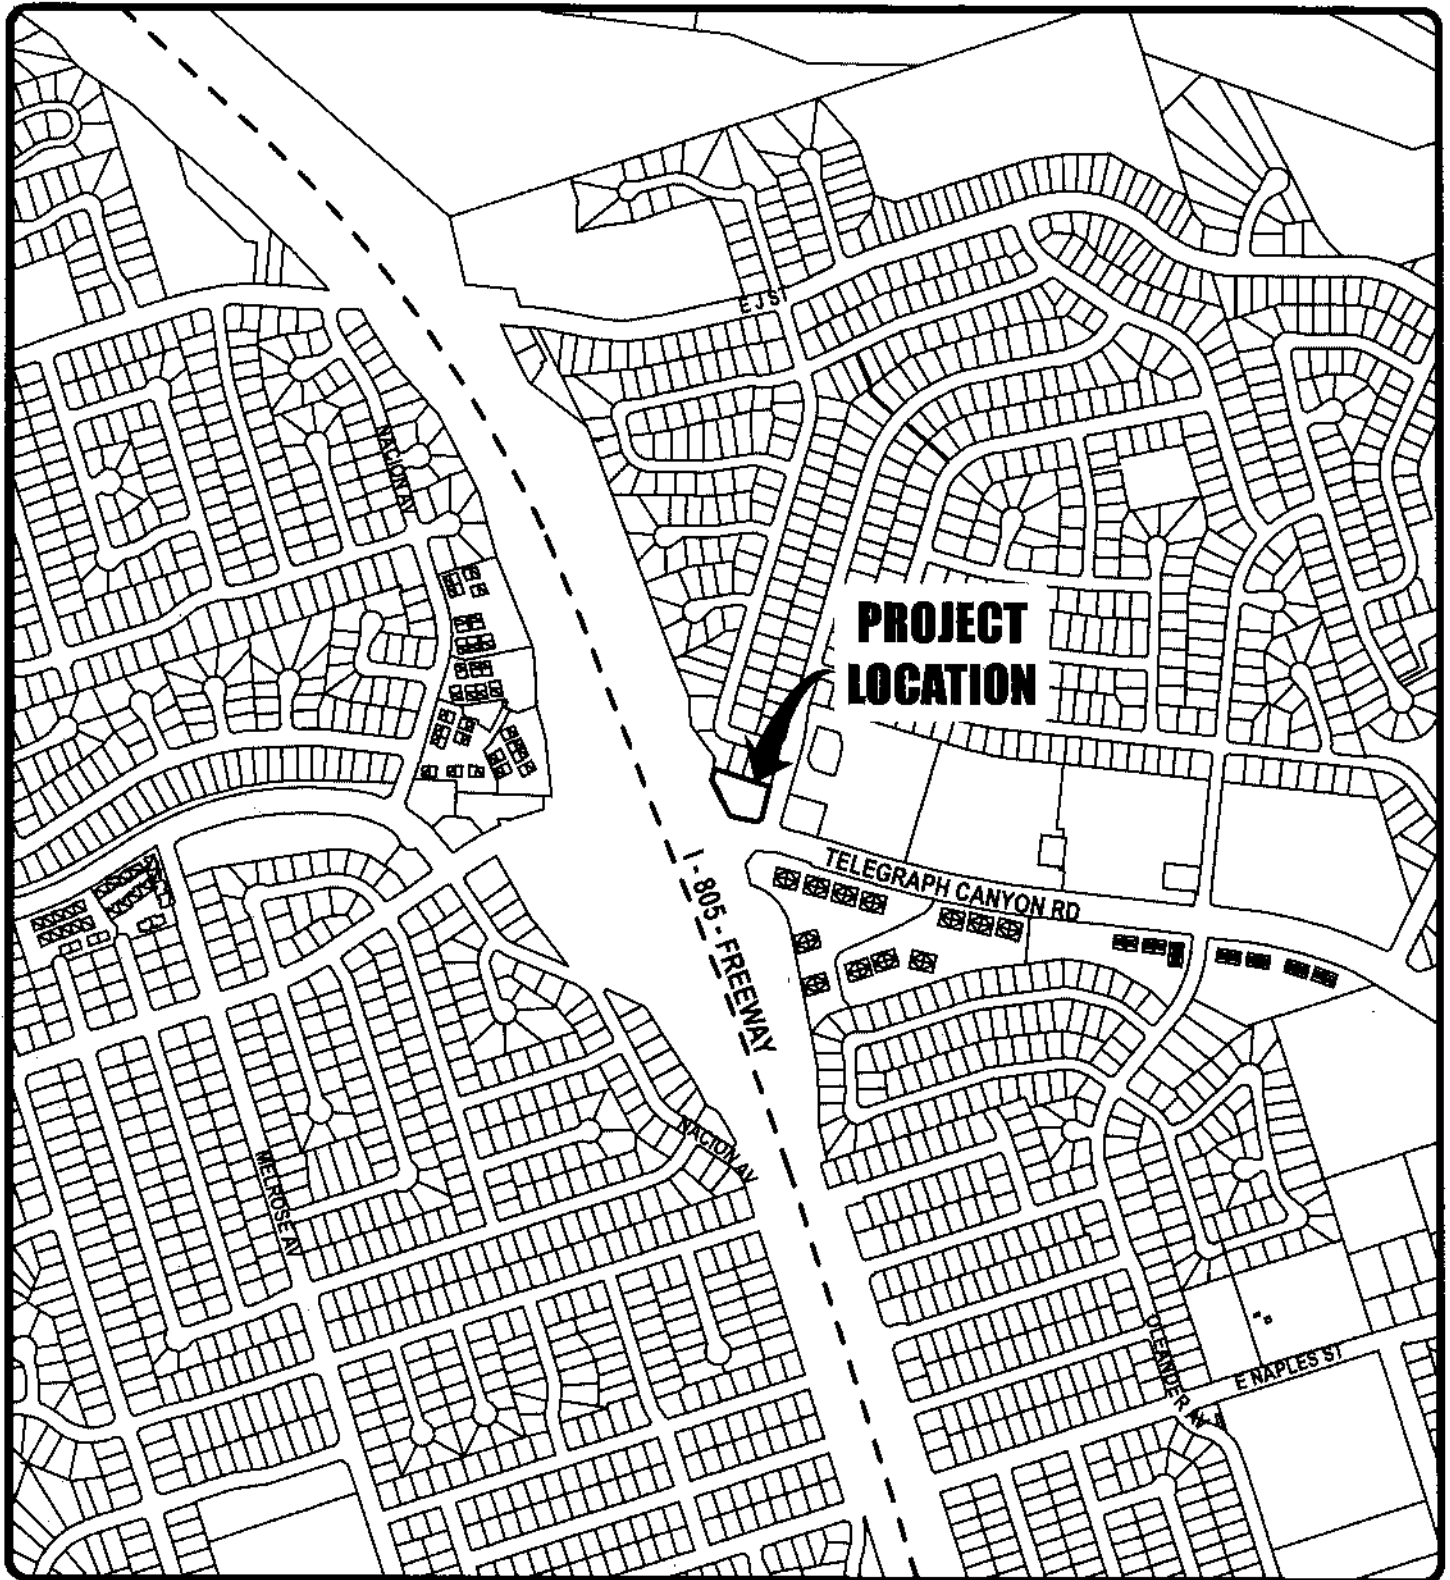 E J ST
NACION AV
PROJECT
LOCATION
I - 805 - FREEWAY
TELEGRAPH CANYON RD
NACION AV
MELROSE AV
OLEANDER AV
E NAPLES ST